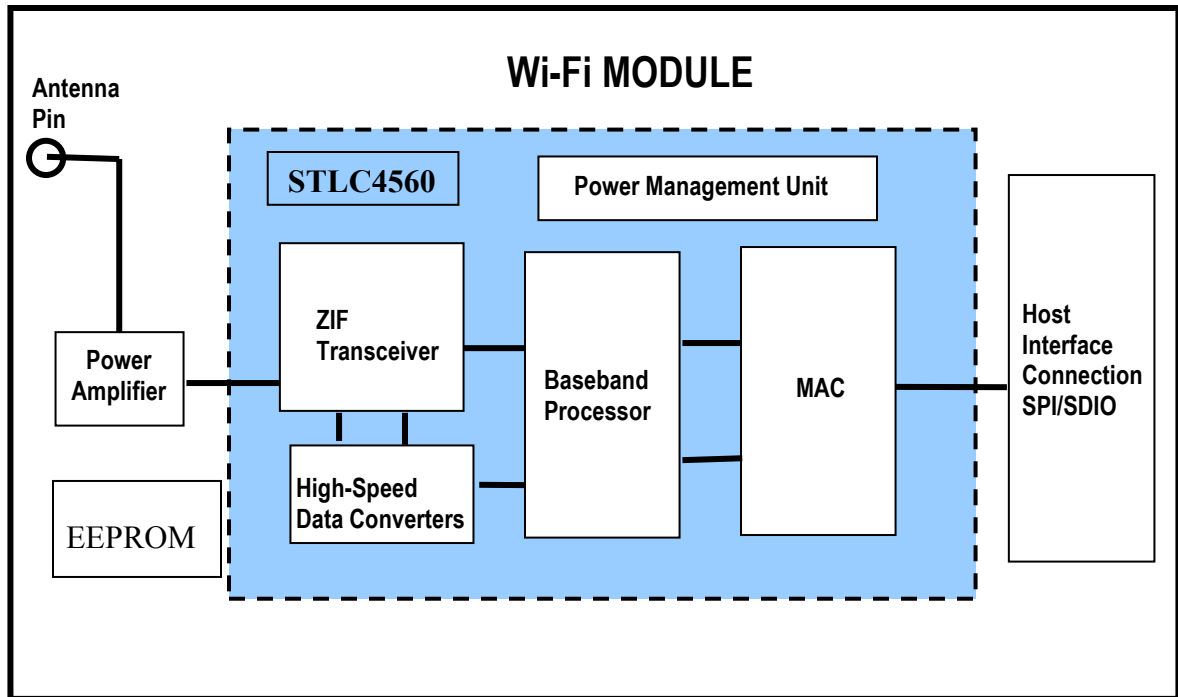 Wi-Fi MODULE
Antenna
Pin
STLC4560
Power Management Unit
ZIF
Transceiver
Baseband
Processor
MAC
Host
Interface
Connection
SPI/SDIO
Power
Amplifier
High-Speed
Data Converters
EEPROM